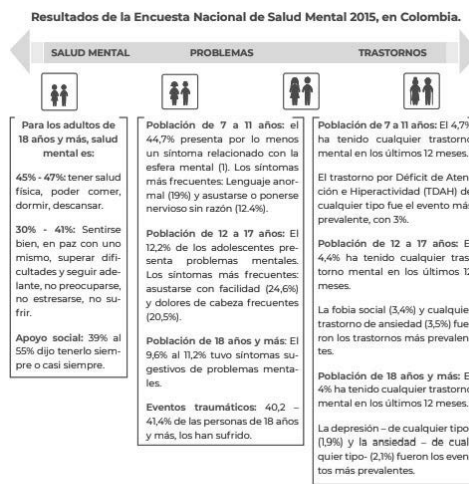 Resultados de la Encuesta Nacional de Salud Mental 2015, en Colombia.
SALUD MENTAL
PROBLEMAS
TRASTORNOS
Para los adultos de
18 años y más, salud
mental es:
45% - 47%: tener salud
física, poder comer,
dormir, descansar.
30% - 41%: Sentirse
bien, en paz con uno
mismo, superar difi-
cultades y seguir ade-
lante, no preocuparse,
no estresarse, no su-
frir.
Apoyo social: 39% al
55% dijo tenerlo siem-
pre o casi siempre.
Población de 7 a 11 años: el
44,7% presenta por lo menos
un síntoma relacionado con la
esfera mental (1). Los síntomas
más frecuentes: Lenguaje anor-
mal (19%) y asustarse o ponerse
nervioso sin razón (12.4%).
Población de 12 a 17 años: El
12,2% de los adolescentes pre-
senta problemas mentales.
Los síntomas más frecuentes:
asustarse con facilidad (24,6%)
y dolores de cabeza frecuentes
(20,5%).
Población de 18 años y más: El
9,6% al 11,2% tuvo síntomas su-
gestivos de problemas menta-
les.
Eventos traumáticos: 40,2 –
41,4% de las personas de 18 años
y más, los han sufrido.
Población de 7 a 11 años: El 4,7%
ha tenido cualquier trastorno
mental en los últimos 12 meses.
El trastorno por Déficit de Aten-
ción e Hiperactividad (TDAH) de
cualquier tipo fue el evento más
prevalente, con 3%.
Población de 12 a 17 años: E
4,4% ha tenido cualquier tras
torno mental en los últimos 12
meses.
La fobia social (3,4%) y cualquie
trastorno de ansiedad (3,5%) fue
ron los trastornos más prevalen
tes.
Población de 18 años y más: E
4% ha tenido cualquier trastorno
mental en los últimos 12 meses.
La depresión – de cualquier tipo
(1,9%) y la ansiedad – de cual
quier tipo- (2,1%) fueron los even
tos más prevalentes.